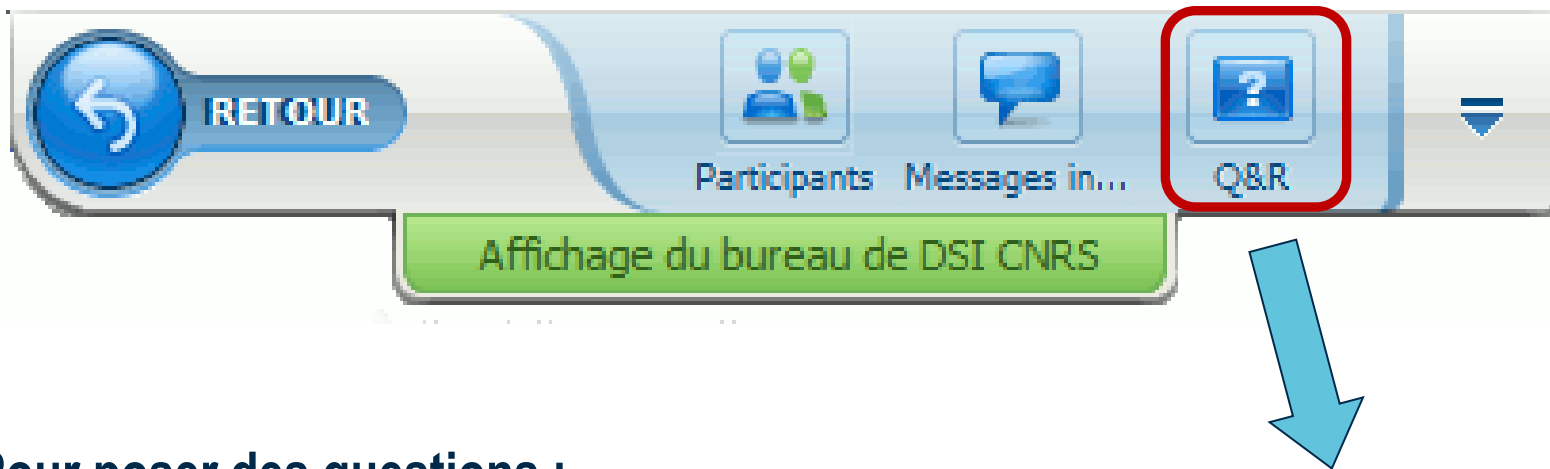 RETOUR
Participants Messages in... Q&R
Affichage du bureau de DSI CNRS
Pour poser des questions :